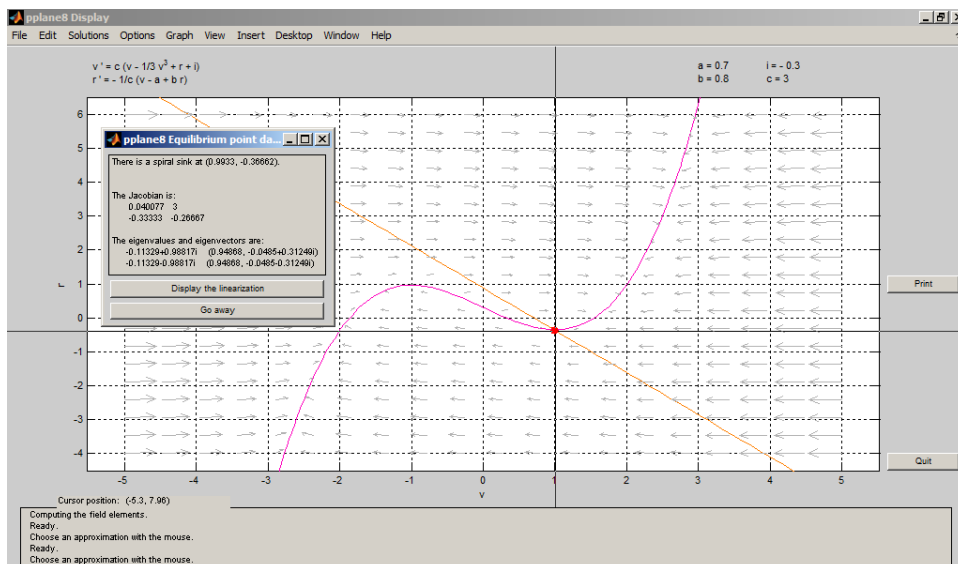 pplane8 Display
File Edit Solutions Options Graph View Insert Desktop Window Help
v ' = c (v - 1/3 v³ + r + i)
r ' = - 1/c (v - a + b r)
a = 0.7 i = - 0.3
b = 0.8 c = 3
pplane8 Equilibrium point da...
There is a spiral sink at (0.9933, -0.36662).
The Jacobian is:
0.040077 3
-0.33333 -0.26667
The eigenvalues and eigenvectors are:
-0.11329+0.98817i (0.94868, -0.0485+0.31249i)
-0.11329-0.98817i (0.94868, -0.0485-0.31249i)
Display the linearization
Go away
6
5
4
3
2
1
0
-1
-2
-3
-4
r
-5 -4 -3 -2 -1 0 1 2 3 4 5
v
Print
Quit
Cursor position: (-5.3, 7.96)
Computing the field elements.
Ready.
Choose an approximation with the mouse.
Ready.
Choose an approximation with the mouse.